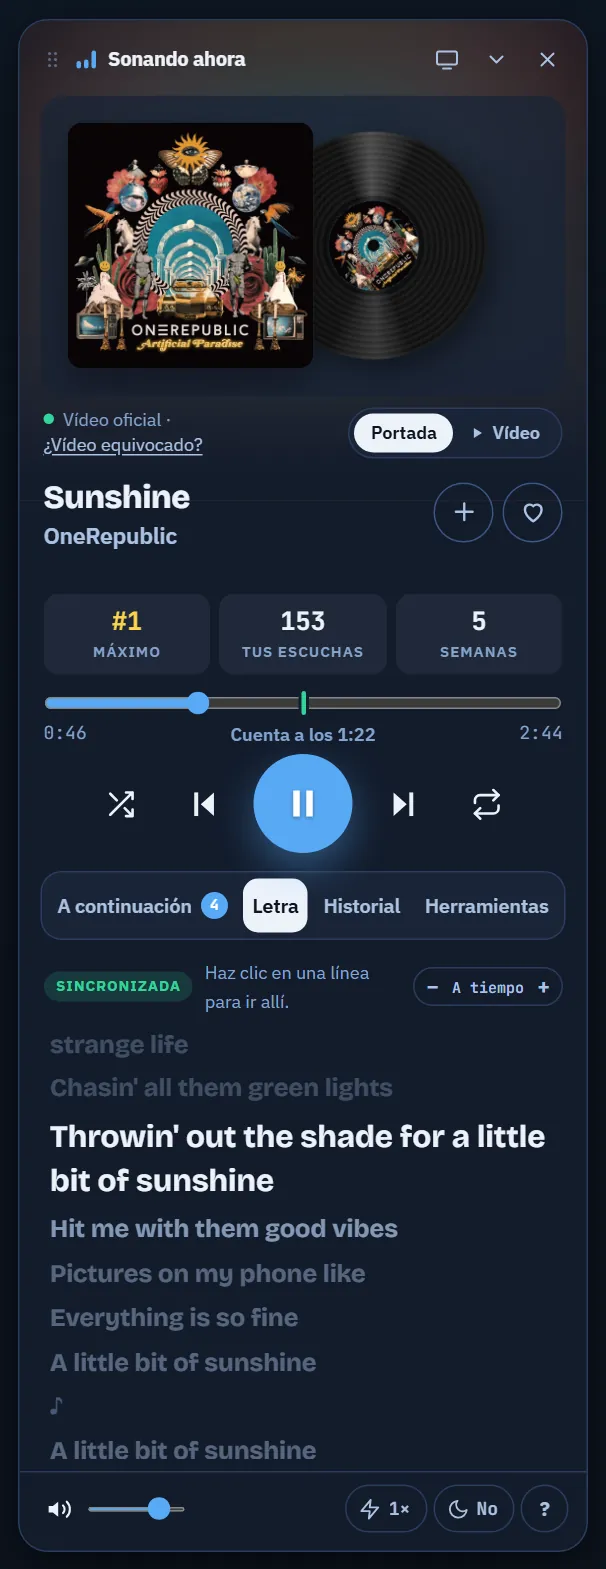 Sonando ahora
ONEREPUBLIC
Artificial Paradise
Vídeo oficial ·
¿Vídeo equivocado?
Portada
Vídeo
Sunshine
OneRepublic
#1
MÁXIMO
153
TUS ESCUCHAS
5
SEMANAS
0:46
Cuenta a los 1:22
2:44
A continuación 4
Letra
Historial
Herramientas
SINCRONIZADA
Haz clic en una línea
para ir allí.
− A tiempo +
strange life
Chasin' all them green lights
Throwin' out the shade for a little
bit of sunshine
Hit me with them good vibes
Pictures on my phone like
Everything is so fine
A little bit of sunshine
♪
A little bit of sunshine
1×
No
?